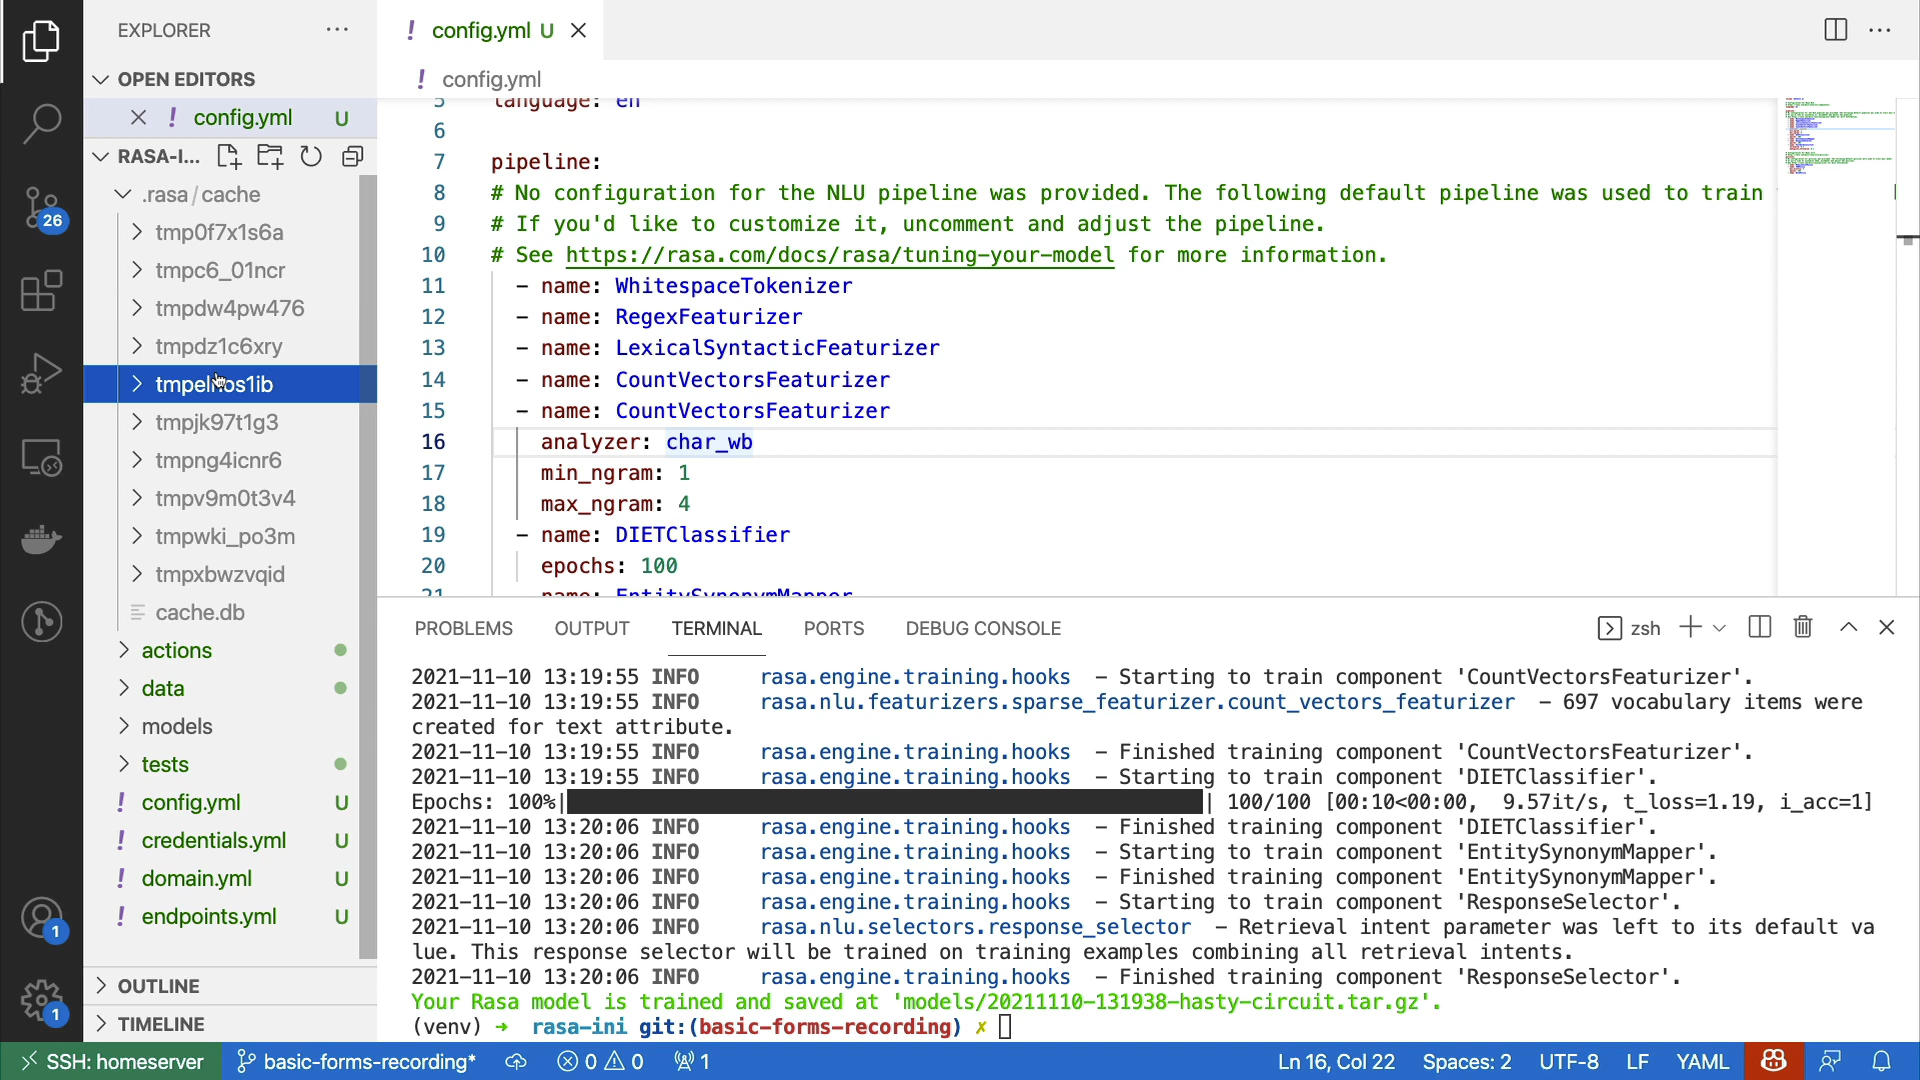 EXPLORER
OPEN EDITORS
config.yml U
RASA-I...
.rasa / cache
tmp0f7x1s6a
tmpc6_01ncr
tmpdw4pw476
tmpdz1c6xry
tmpjk97t1g3
tmpng4icnr6
tmpv9m0t3v4
tmpwki_po3m
tmpxbwzvqid
cache.db
actions
data
models
tests
config.yml U
credentials.yml U
domain.yml U
endpoints.yml U
OUTLINE
TIMELINE
26
1
1
! config.yml U
! config.yml
5 language: en
6
7 pipeline:
8 # No configuration for the NLU pipeline was provided. The following default pipeline was used to train
9 # If you'd like to customize it, uncomment and adjust the pipeline.
10 # See https://rasa.com/docs/rasa/tuning-your-model for more information.
11 - name: WhitespaceTokenizer
12 - name: RegexFeaturizer
13 - name: LexicalSyntacticFeaturizer
14 - name: CountVectorsFeaturizer
15 - name: CountVectorsFeaturizer
16 analyzer: char_wb
17 min_ngram: 1
18 max_ngram: 4
19 - name: DIETClassifier
20 epochs: 100
21 - name: EntitySynonymMapper
PROBLEMS OUTPUT TERMINAL PORTS DEBUG CONSOLE zsh
2021-11-10 13:19:55 INFO rasa.engine.training.hooks - Starting to train component 'CountVectorsFeaturizer'.
2021-11-10 13:19:55 INFO rasa.nlu.featurizers.sparse_featurizer.count_vectors_featurizer - 697 vocabulary items were
created for text attribute.
2021-11-10 13:19:55 INFO rasa.engine.training.hooks - Finished training component 'CountVectorsFeaturizer'.
2021-11-10 13:19:55 INFO rasa.engine.training.hooks - Starting to train component 'DIETClassifier'.
Epochs: 100%| | 100/100 [00:10<00:00, 9.57it/s, t_loss=1.19, i_acc=1]
2021-11-10 13:20:06 INFO rasa.engine.training.hooks - Finished training component 'DIETClassifier'.
2021-11-10 13:20:06 INFO rasa.engine.training.hooks - Starting to train component 'EntitySynonymMapper'.
2021-11-10 13:20:06 INFO rasa.engine.training.hooks - Finished training component 'EntitySynonymMapper'.
2021-11-10 13:20:06 INFO rasa.engine.training.hooks - Starting to train component 'ResponseSelector'.
2021-11-10 13:20:06 INFO rasa.nlu.selectors.response_selector - Retrieval intent parameter was left to its default va
lue. This response selector will be trained on training examples combining all retrieval intents.
2021-11-10 13:20:06 INFO rasa.engine.training.hooks - Finished training component 'ResponseSelector'.
Your Rasa model is trained and saved at 'models/20211110-131938-hasty-circuit.tar.gz'.
(venv) → rasa-ini git:(basic-forms-recording) ✗
SSH: homeserver basic-forms-recording* 0 0 1 Ln 16, Col 22 Spaces: 2 UTF-8 LF YAML